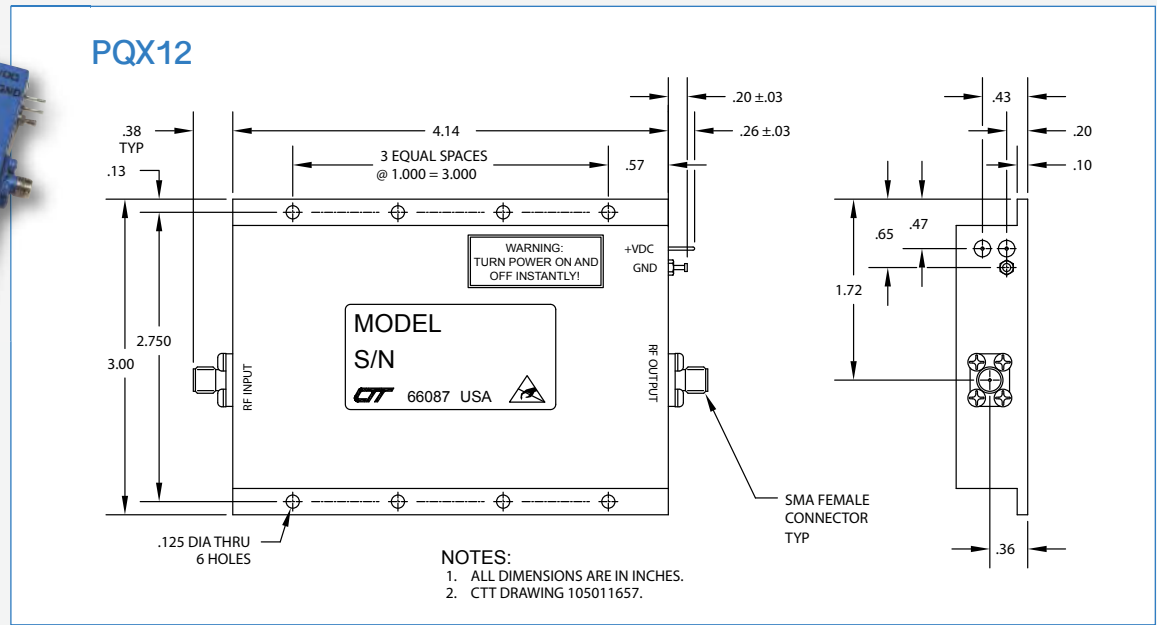 PQX12
VDG
GND
.20 ±.03
.43
.38
TYP
4.14
.26 ±.03
.20
3 EQUAL SPACES
@ 1.000 = 3.000
.57
.10
.13
WARNING:
TURN POWER ON AND
OFF INSTANTLY!
+VDC
GND
.65
.47
1.72
MODEL
S/N
CTT 66087 USA
2.750
3.00
RF INPUT
RF OUTPUT
SMA FEMALE
CONNECTOR
TYP
.125 DIA THRU
6 HOLES
.36
NOTES:
1. ALL DIMENSIONS ARE IN INCHES.
2. CTT DRAWING 105011657.